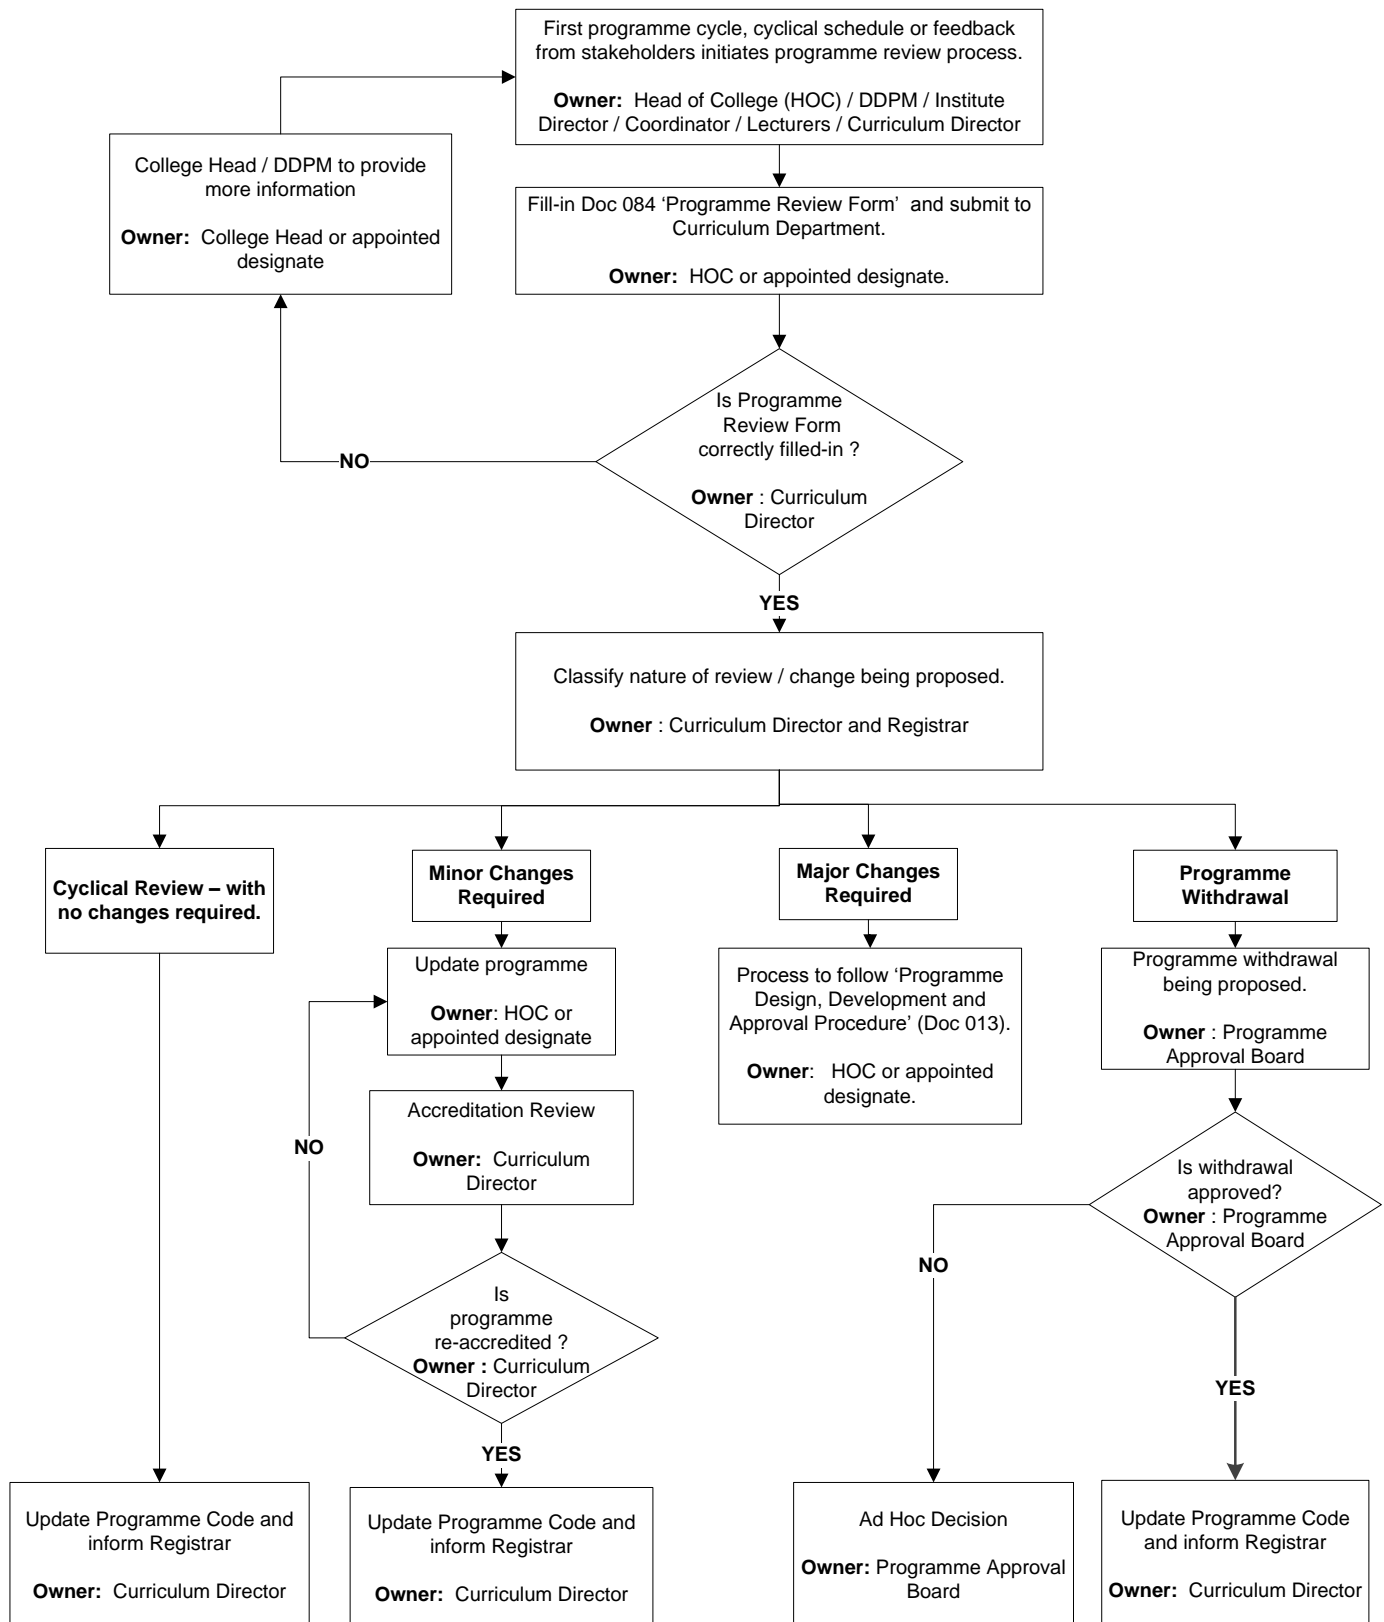 First programme cycle, cyclical schedule or feedback
from stakeholders initiates programme review process.
Owner: Head of College (HOC) / DDPM / Institute
Director / Coordinator / Lecturers / Curriculum Director
College Head / DDPM to provide
more information
Owner: College Head or appointed
designate
Fill-in Doc 084 ‘Programme Review Form’ and submit to
Curriculum Department.
Owner: HOC or appointed designate.
Is Programme
Review Form
correctly filled-in ?
Owner : Curriculum
Director
NO
YES
Classify nature of review / change being proposed.
Owner : Curriculum Director and Registrar
Cyclical Review – with
no changes required.
Minor Changes
Required
Major Changes
Required
Programme
Withdrawal
Update programme
Owner: HOC or
appointed designate
Process to follow ‘Programme
Design, Development and
Approval Procedure’ (Doc 013).
Owner: HOC or appointed
designate.
Programme withdrawal
being proposed.
Owner : Programme
Approval Board
Accreditation Review
Owner: Curriculum
Director
NO
Is withdrawal
approved?
Owner : Programme
Approval Board
NO
Is
programme
re-accredited ?
Owner : Curriculum
Director
YES
YES
Update Programme Code and
inform Registrar
Owner: Curriculum Director
Update Programme Code and
inform Registrar
Owner: Curriculum Director
Ad Hoc Decision
Owner: Programme Approval
Board
Update Programme Code
and inform Registrar
Owner: Curriculum Director